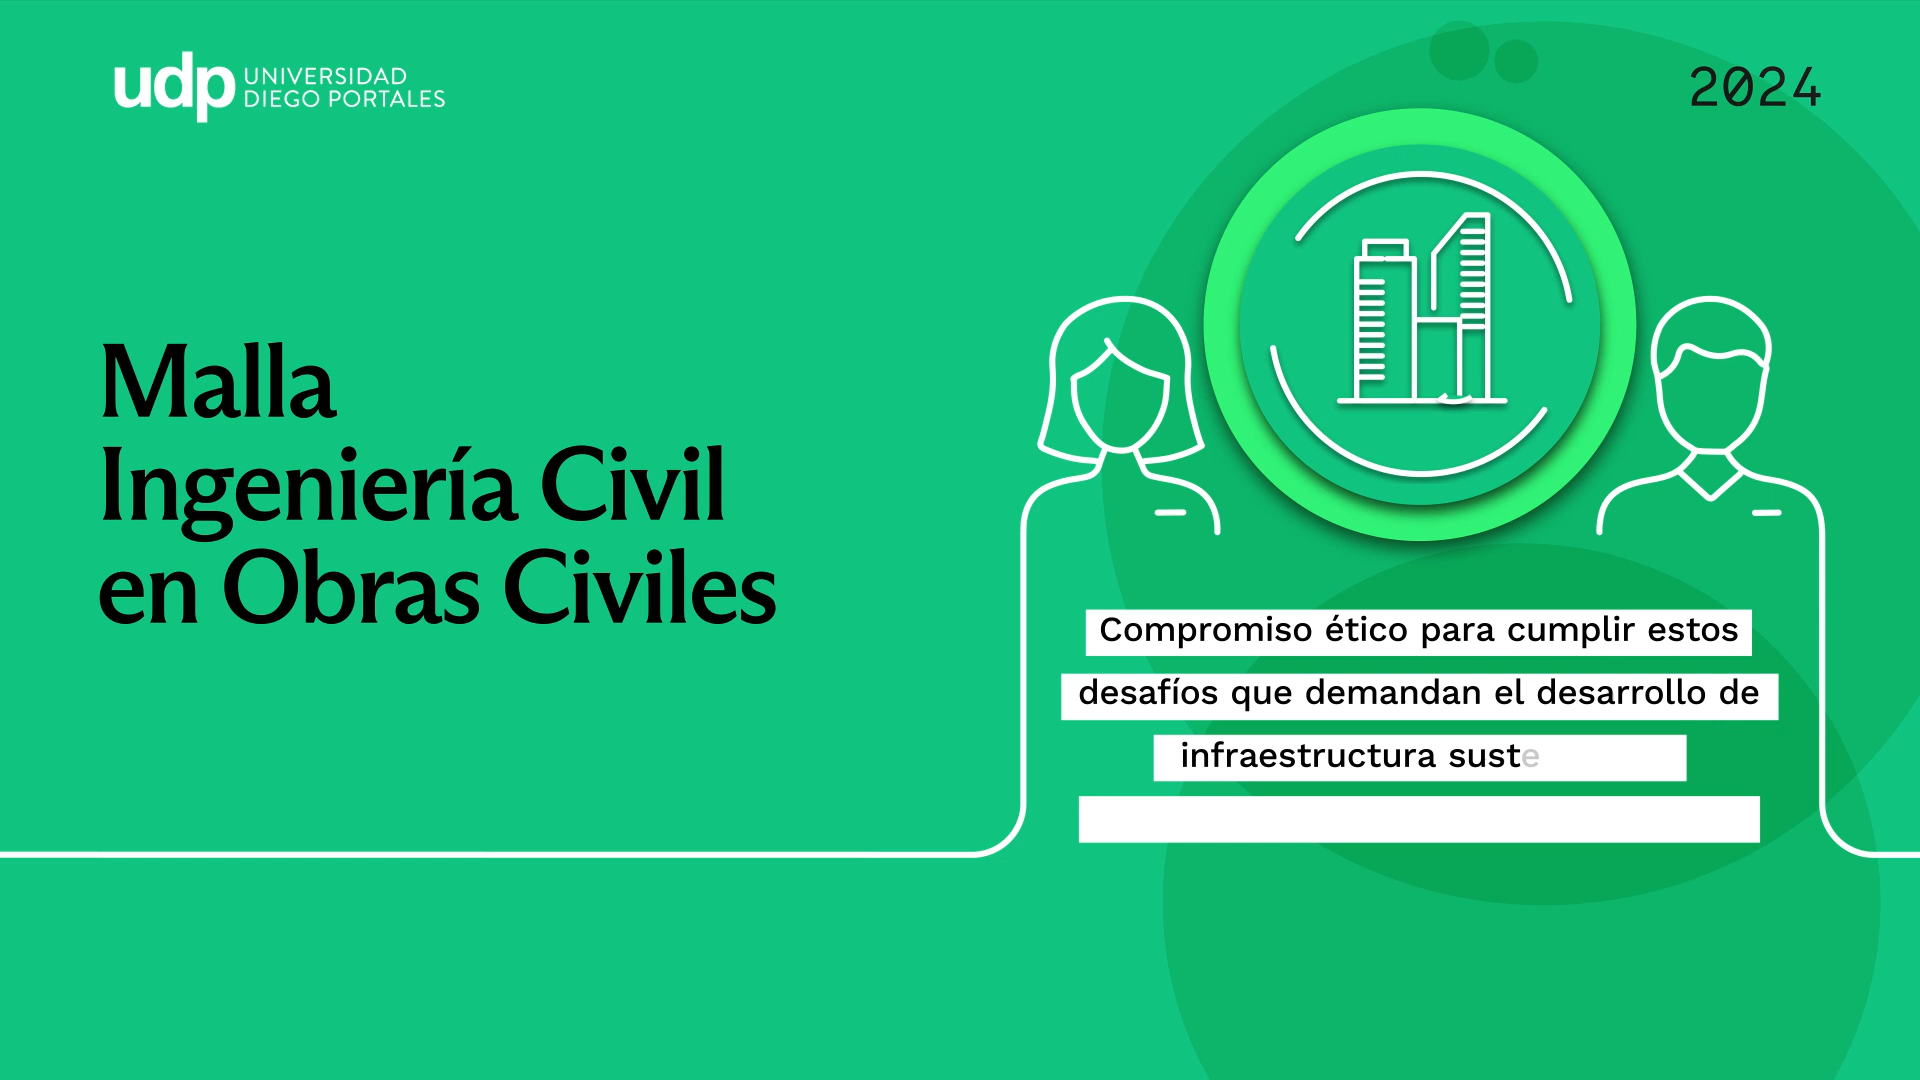 udp UNIVERSIDAD
DIEGO PORTALES
2024
Malla
Ingeniería Civil
en Obras Civiles
Compromiso ético para cumplir estos
desafíos que demandan el desarrollo de
infraestructura suste